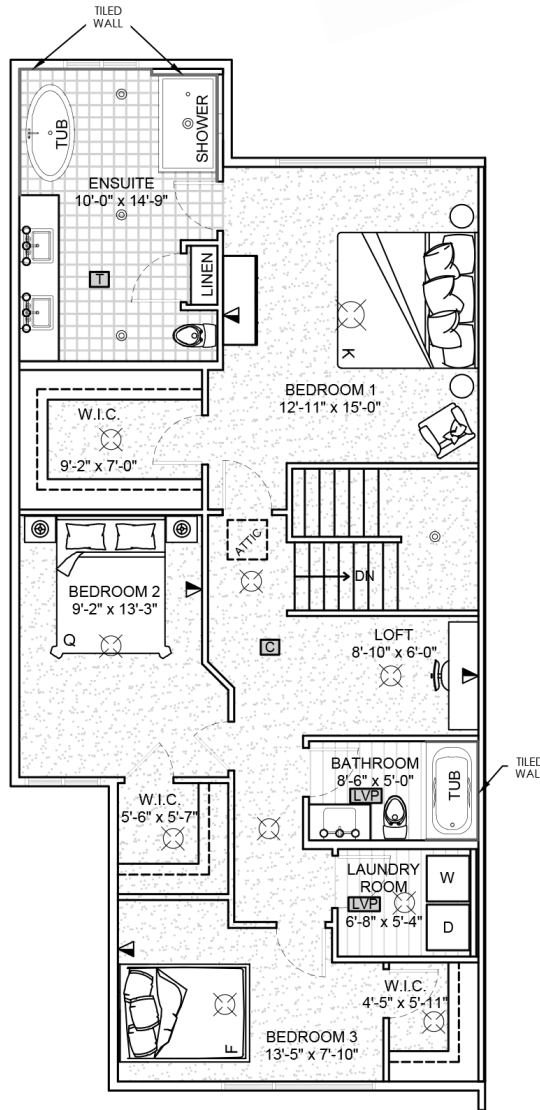 TILED
WALL
TUB
SHOWER
ENSUITE
10'-0" x 14'-9"
T
LINEN
K
BEDROOM 1
12'-11" x 15'-0"
W.I.C.
9'-2" x 7'-0"
ATTIC
DN
BEDROOM 2
9'-2" x 13'-3"
Q
C
LOFT
8'-10" x 6'-0"
BATHROOM
8'-6" x 5'-0"
LVP
TUB
TILED
WALL
W.I.C.
5'-6" x 5'-7"
LAUNDRY
ROOM
LVP
6'-8" x 5'-4"
W
D
W.I.C.
4'-5" x 5'-11"
F
BEDROOM 3
13'-5" x 7'-10"